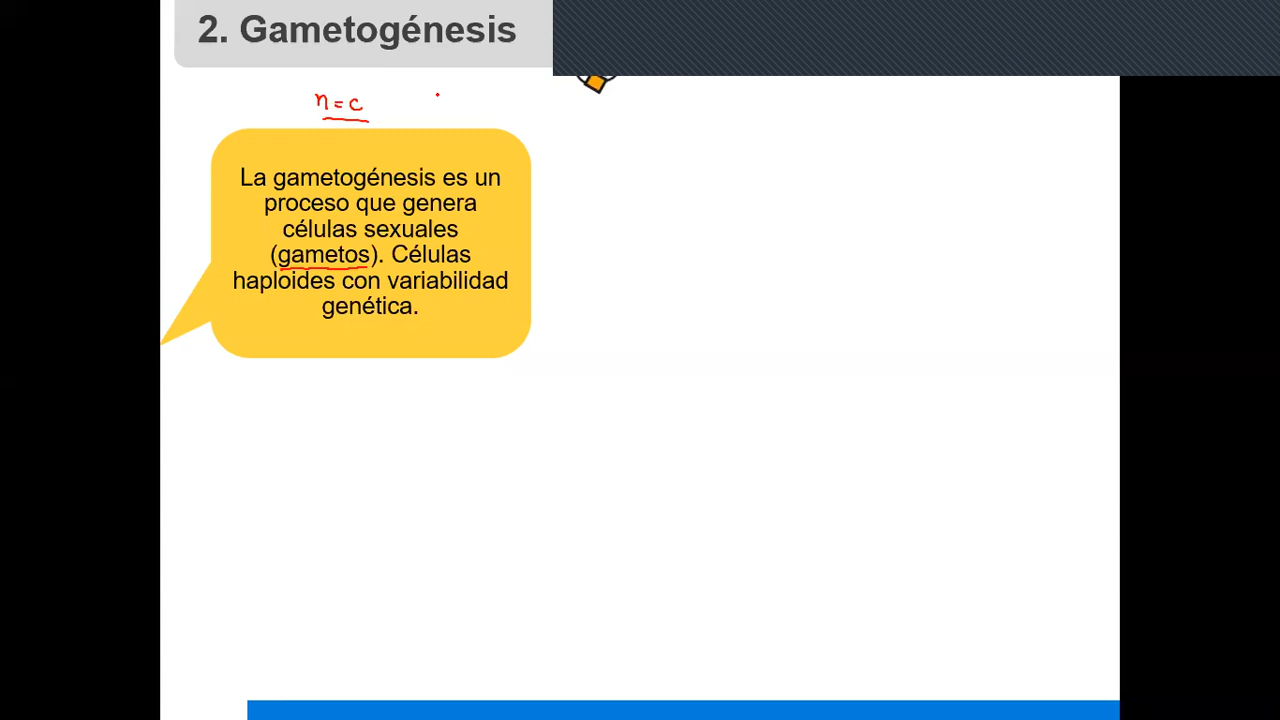 2. Gametogénesis
n = c
La gametogénesis es un
proceso que genera
células sexuales
(gametos). Células
haploides con variabilidad
genética.